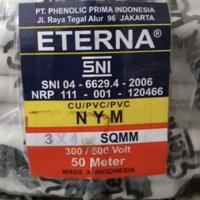 PT. PHENOLIC PRIMA INDONESIA
Jl. Raya Tegal Alur 96 JAKARTA
ETERNA®
SNI
SNI 04 - 6629.4 - 2006
NRP 111 - 001 - 120466
CU/PVC/PVC
N Y M
3 X 4 SQMM
300 / 500 Volt
50 Meter
MADE IN INDONESIA